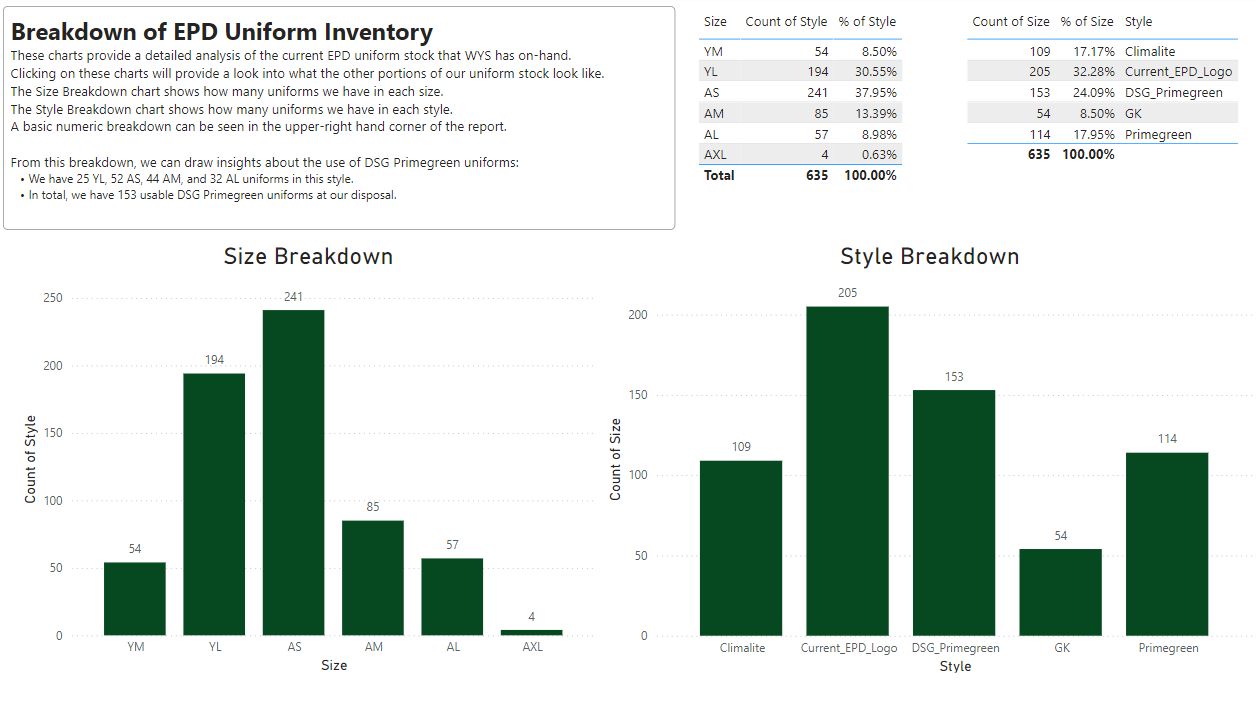 Breakdown of EPD Uniform Inventory
These charts provide a detailed analysis of the current EPD uniform stock that WYS has on-hand.
Clicking on these charts will provide a look into what the other portions of our uniform stock look like.
The Size Breakdown chart shows how many uniforms we have in each size.
The Style Breakdown chart shows how many uniforms we have in each style.
A basic numeric breakdown can be seen in the upper-right hand corner of the report.
From this breakdown, we can draw insights about the use of DSG Primegreen uniforms:
• We have 25 YL, 52 AS, 44 AM, and 32 AL uniforms in this style.
• In total, we have 153 usable DSG Primegreen uniforms at our disposal.
Size Count of Style % of Style
YM 54 8.50%
YL 194 30.55%
AS 241 37.95%
AM 85 13.39%
AL 57 8.98%
AXL 4 0.63%
Total 635 100.00%
Count of Size % of Size Style
109 17.17% Climalite
205 32.28% Current_EPD_Logo
153 24.09% DSG_Primegreen
54 8.50% GK
114 17.95% Primegreen
635 100.00%
Size Breakdown
Count of Style
250
200
150
100
50
0
54
194
241
85
57
4
YM YL AS AM AL AXL
Size
Style Breakdown
Count of Size
200
150
100
50
0
109
205
153
54
114
Climalite Current_EPD_Logo DSG_Primegreen GK Primegreen
Style